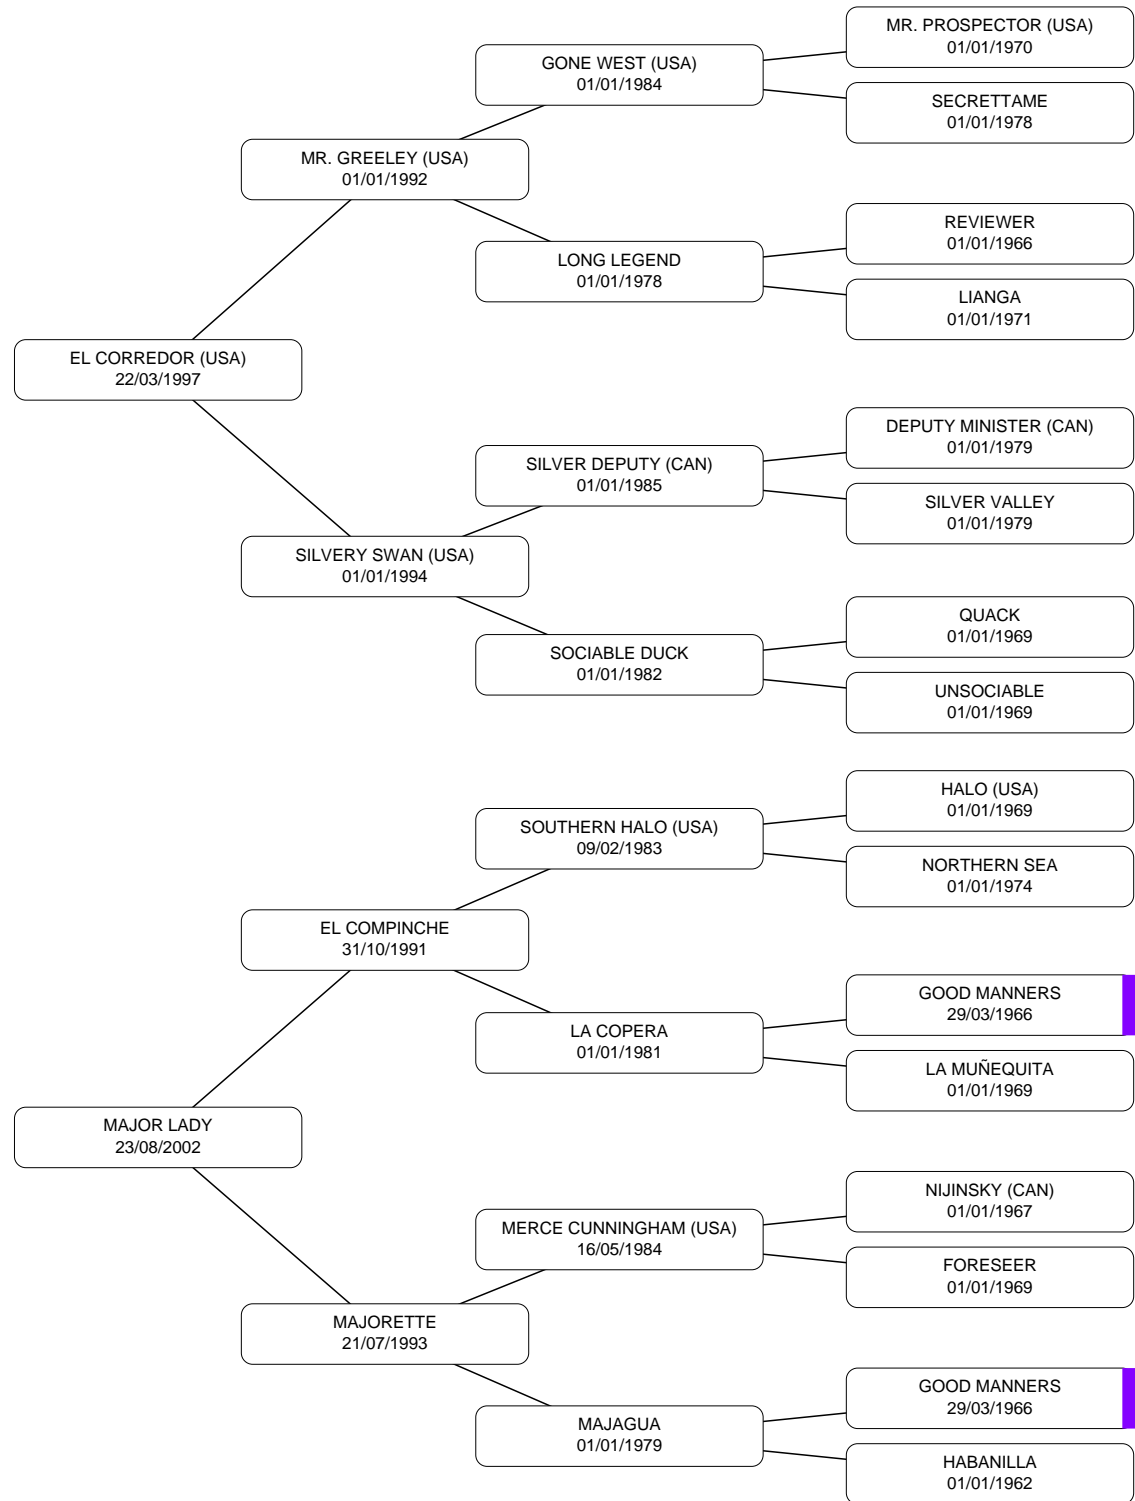 MR. PROSPECTOR (USA)
01/01/1970
GONE WEST (USA)
01/01/1984
SECRETTAME
01/01/1978
MR. GREELEY (USA)
01/01/1992
REVIEWER
01/01/1966
LONG LEGEND
01/01/1978
LIANGA
01/01/1971
EL CORREDOR (USA)
22/03/1997
DEPUTY MINISTER (CAN)
01/01/1979
SILVER DEPUTY (CAN)
01/01/1985
SILVER VALLEY
01/01/1979
SILVERY SWAN (USA)
01/01/1994
QUACK
01/01/1969
SOCIABLE DUCK
01/01/1982
UNSOCIABLE
01/01/1969
HALO (USA)
01/01/1969
SOUTHERN HALO (USA)
09/02/1983
NORTHERN SEA
01/01/1974
EL COMPINCHE
31/10/1991
GOOD MANNERS
29/03/1966
LA COPERA
01/01/1981
LA MUÑEQUITA
01/01/1969
MAJOR LADY
23/08/2002
NIJINSKY (CAN)
01/01/1967
MERCE CUNNINGHAM (USA)
16/05/1984
FORESEER
01/01/1969
MAJORETTE
21/07/1993
GOOD MANNERS
29/03/1966
MAJAGUA
01/01/1979
HABANILLA
01/01/1962